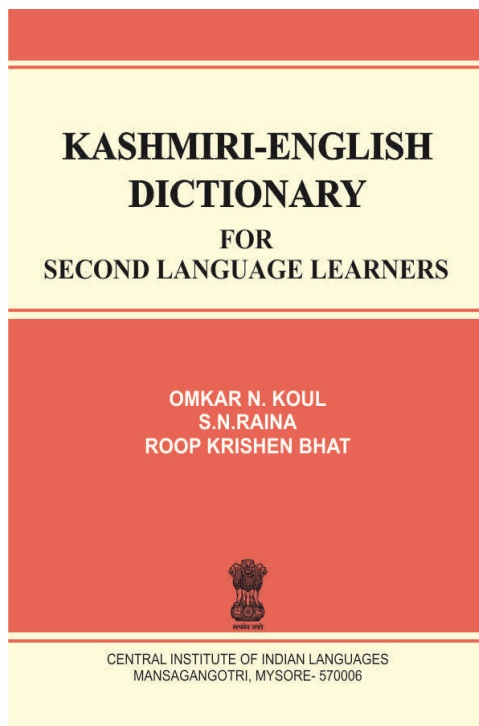 KASHMIRI-ENGLISH
DICTIONARY
FOR
SECOND LANGUAGE LEARNERS
OMKAR N. KOUL
S.N.RAINA
ROOP KRISHEN BHAT
सत्यमेव जयते
CENTRAL INSTITUTE OF INDIAN LANGUAGES
MANSAGANGOTRI, MYSORE- 570006